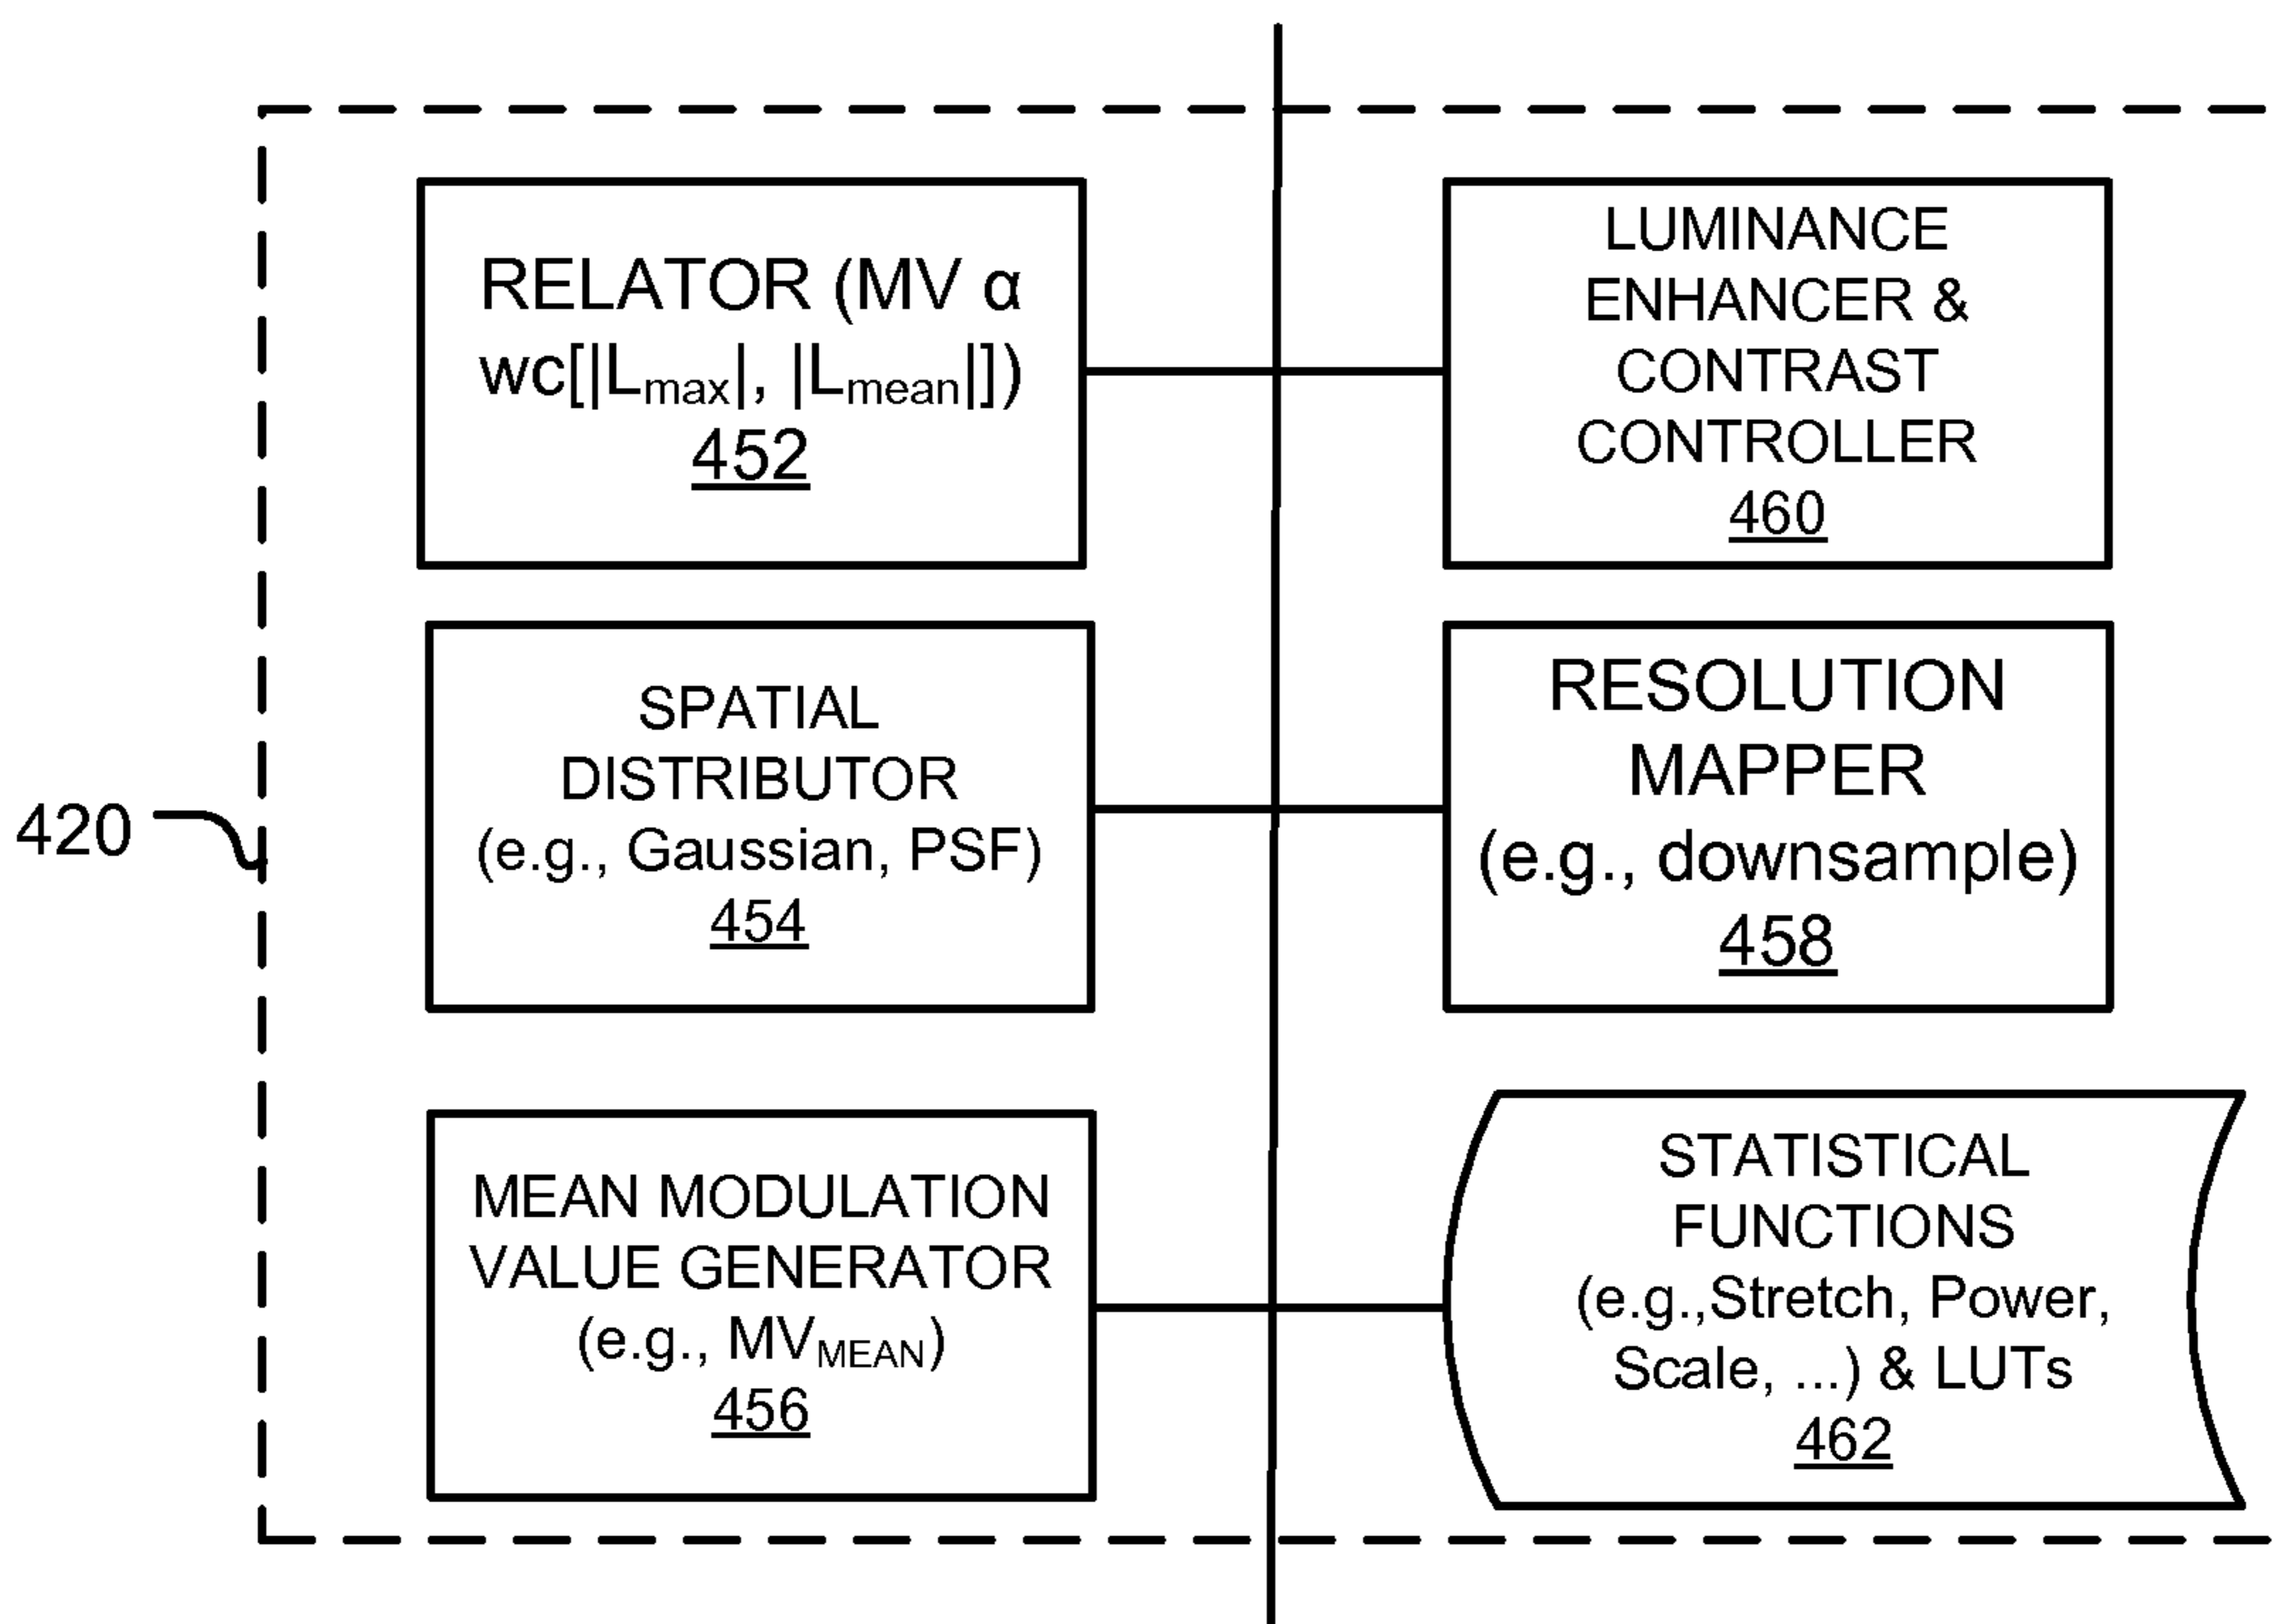 RELATOR (MV α
wc[|Lmax|, |Lmean|])
452
LUMINANCE
ENHANCER &
CONTRAST
CONTROLLER
460
SPATIAL
DISTRIBUTOR
(e.g., Gaussian, PSF)
454
RESOLUTION
MAPPER
(e.g., downsample)
458
420
MEAN MODULATION
VALUE GENERATOR
(e.g., MVMEAN)
456
STATISTICAL
FUNCTIONS
(e.g.,Stretch, Power,
Scale, ...) & LUTs
462